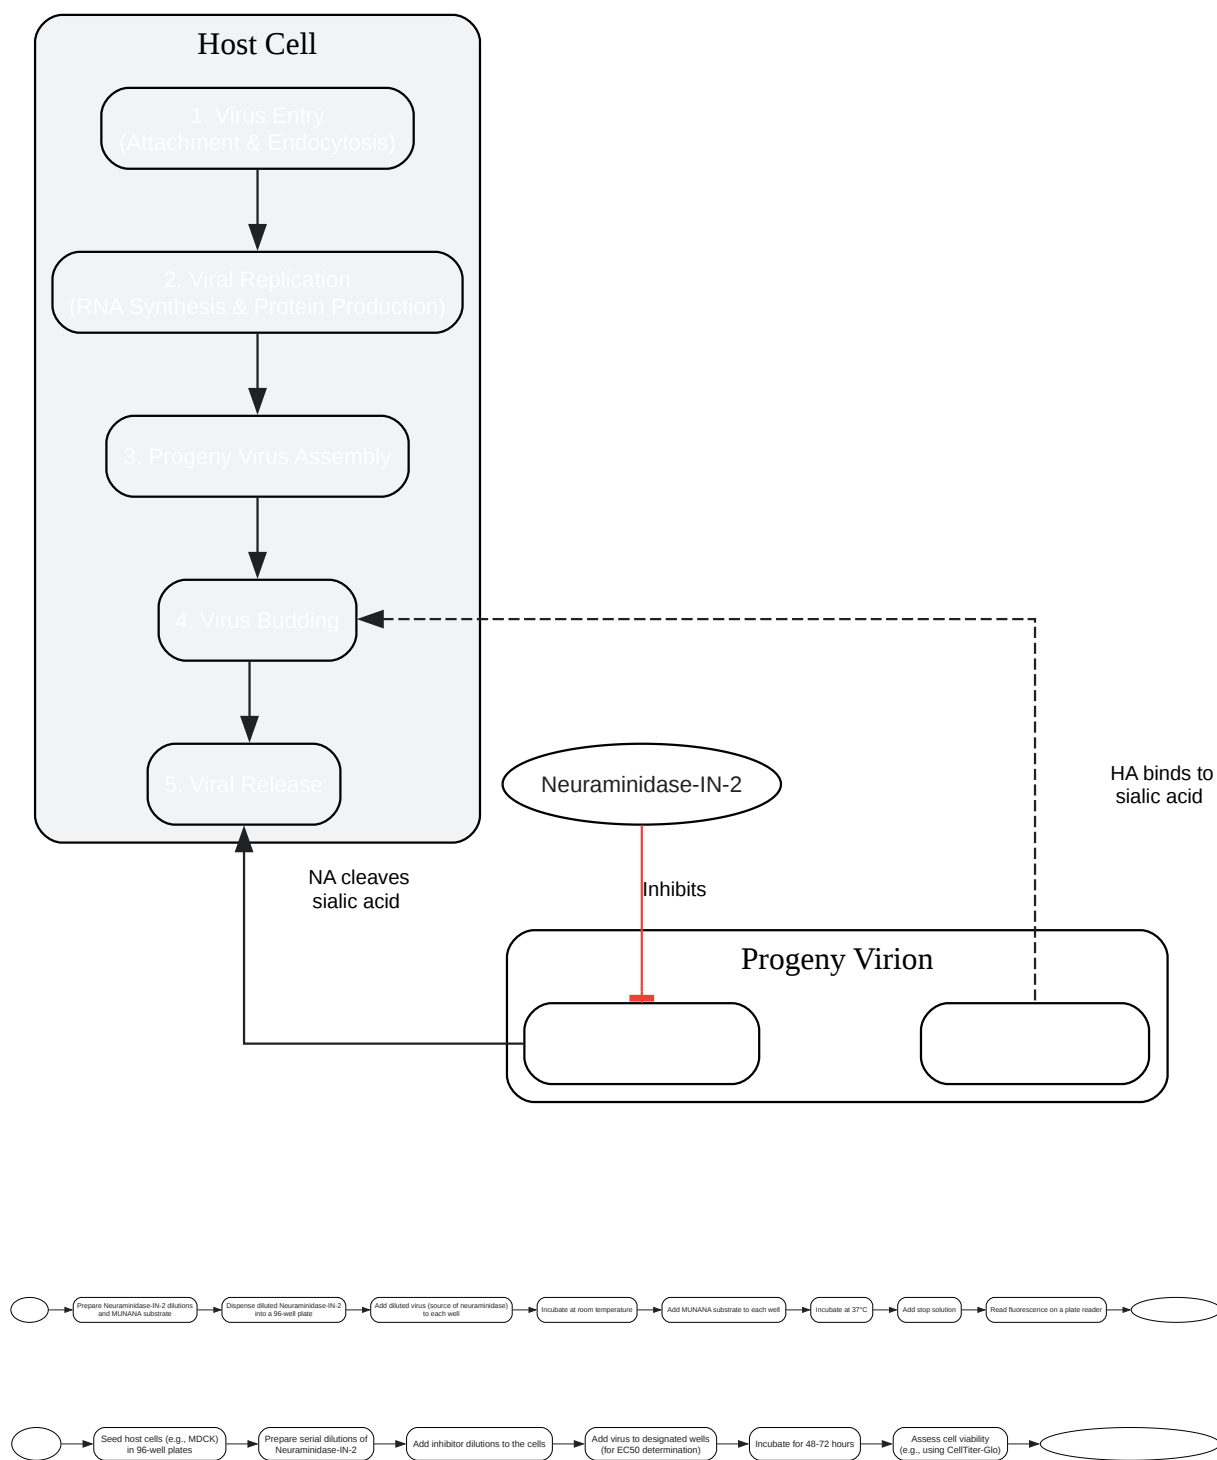 Host Cell
1. Virus Entry
(Attachment & Endocytosis)
2. Viral Replication
(RNA Synthesis & Protein Production)
3. Progeny Virus Assembly
4. Virus Budding
5. Viral Release
Neuraminidase-IN-2
HA binds to
sialic acid
NA cleaves
sialic acid
Inhibits
Progeny Virion
Prepare Neuraminidase-IN-2 dilutions
and MUNANA substrate
Dispense diluted Neuraminidase-IN-2
into a 96-well plate
Add diluted virus (source of neuraminidase)
to each well
Incubate at room temperature
Add MUNANA substrate to each well
Incubate at 37°C
Add stop solution
Read fluorescence on a plate reader
Seed host cells (e.g., MDCK)
in 96-well plates
Prepare serial dilutions of
Neuraminidase-IN-2
Add inhibitor dilutions to the cells
Add virus to designated wells
(for EC50 determination)
Incubate for 48-72 hours
Assess cell viability
(e.g., using CellTiter-Glo)